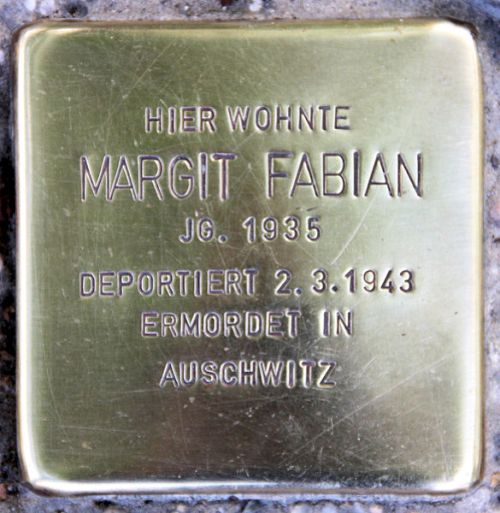 HIER WOHNTE
MARGIT FABIAN
JG. 1935
DEPORTIERT 2.3.1943
ERMORDET IN
AUSCHWITZ